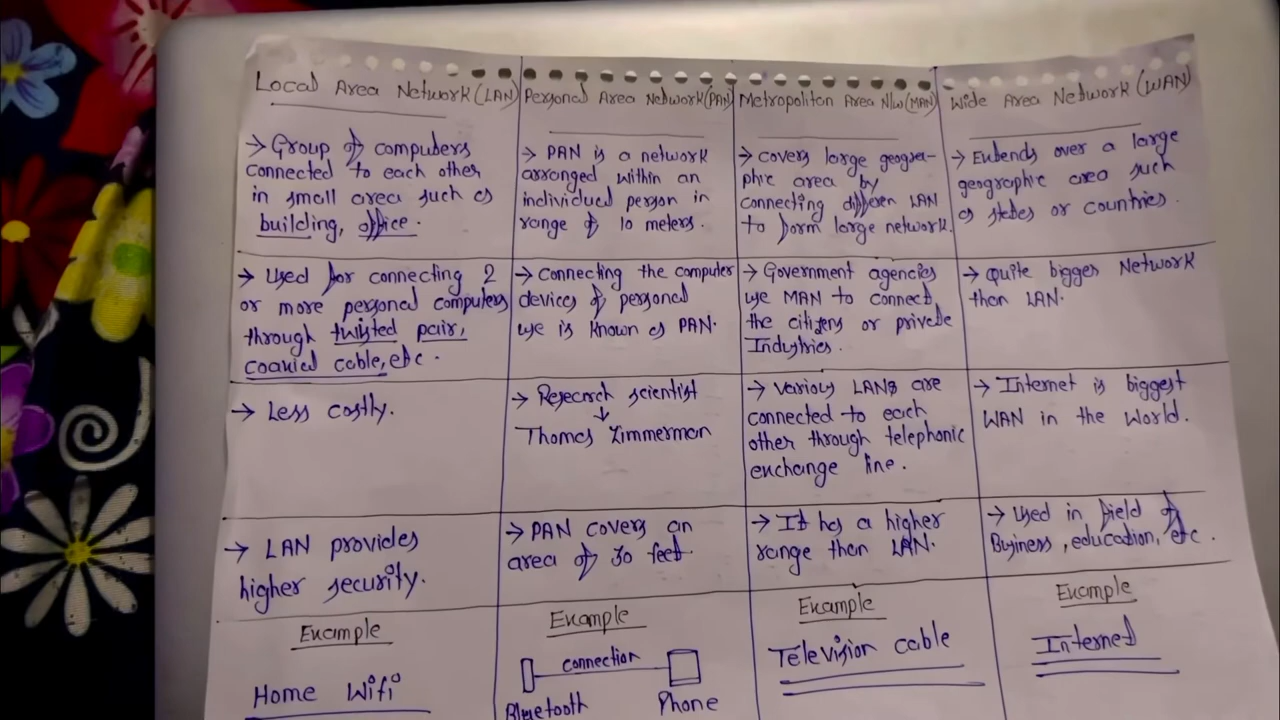 Local Area Network (LAN)
→ Group of computers
connected to each other
in small area such as
building, office.
→ Used for connecting 2
or more personal computers
through twisted pair,
coaxial cable, etc.
→ Less costly.
→ LAN provides
higher security.
Example
Home Wifi
Personal Area Network (PAN)
→ PAN is a network
arranged within an
individual person in
range of 10 meters.
→ Connecting the computer
devices of personal
use is known as PAN.
→ Research scientist
↓
Thomas Zimmerman
→ PAN covers an
area of 30 feet.
Example
connection
Bluetooth Phone
Metropolitan Area N/w (MAN)
→ covers large geogra-
phic area by
connecting differen LAN
to form large network.
→ Government agencies
use MAN to connect
the citizens or private
Industries.
→ Various LANs are
connected to each
other through telephonic
exchange line.
→ It has a higher
range than LAN.
Example
Television cable
Wide Area Network (WAN)
→ Extends over a large
geographic area such
as states or countries.
→ Quite bigger Network
than LAN.
→ Internet is biggest
WAN in the World.
→ Used in field of
Business, education, etc.
Example
Internet